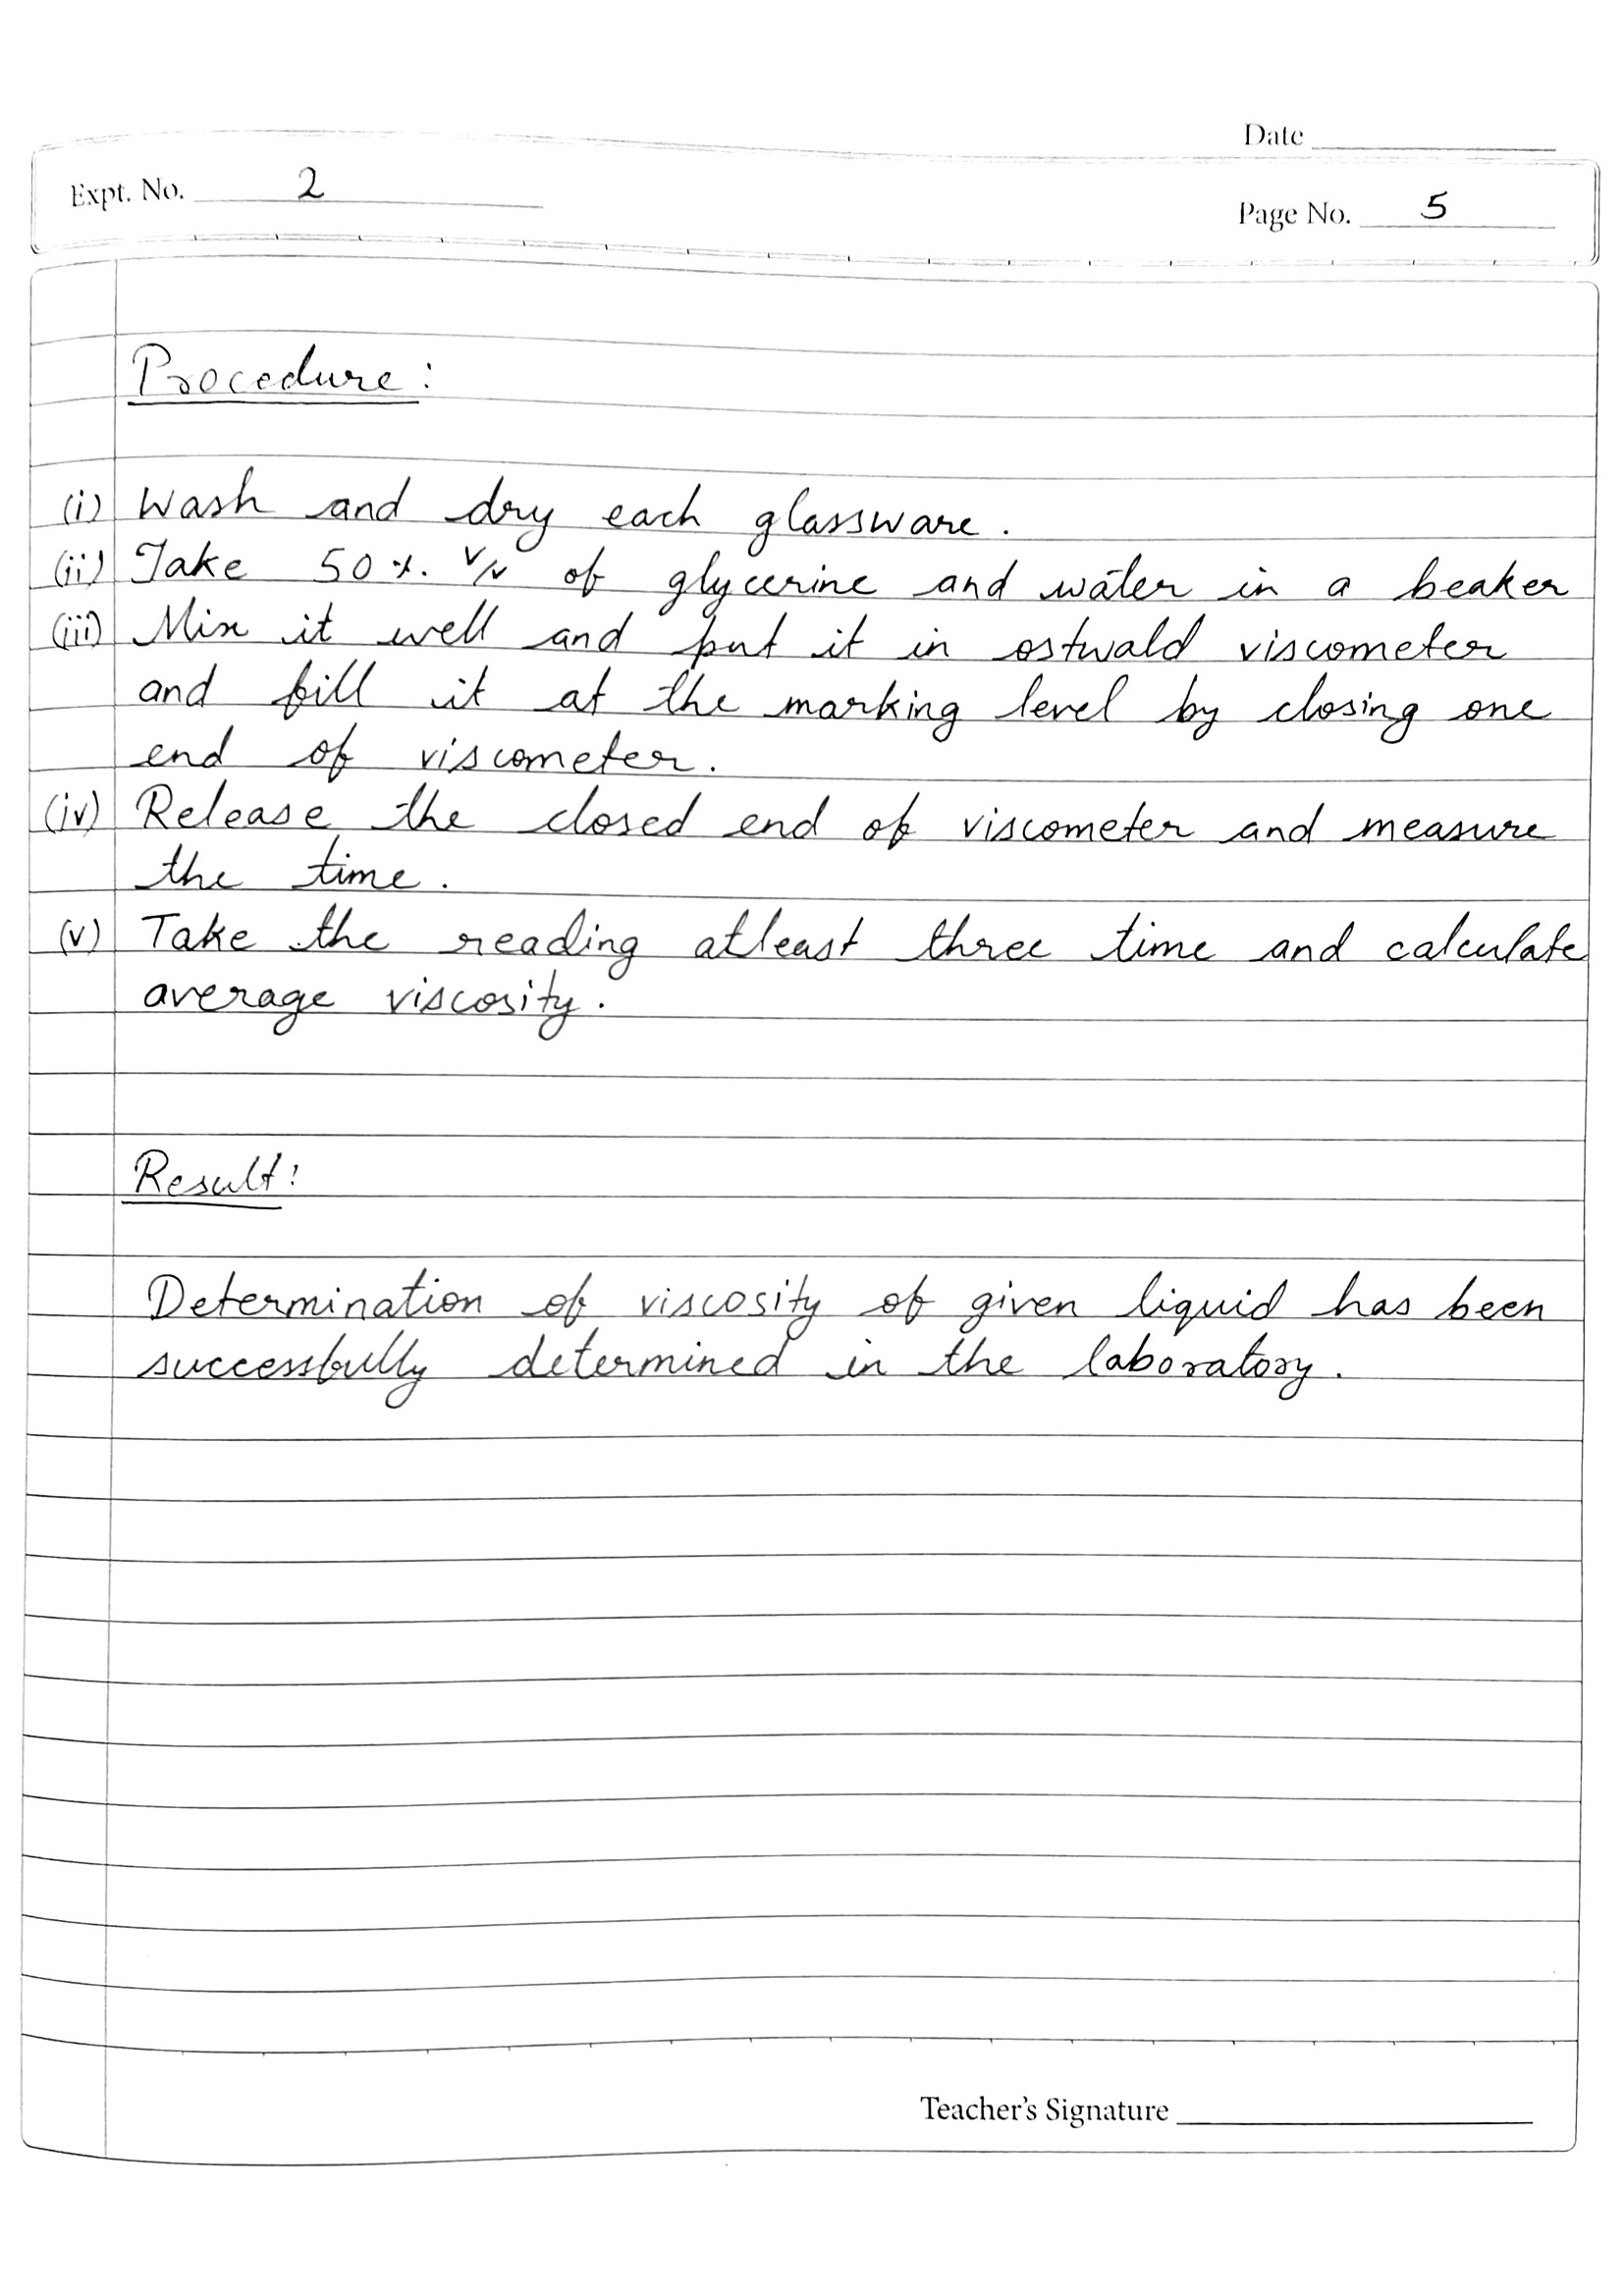 Date
Expt. No. 2
Page No. 5
Procedure:
(i) Wash and dry each glassware.
(ii) Take 50%. V/V of glycerine and water in a beaker
(iii) Mix it well and put it in ostwald viscometer
and fill it at the marking level by closing one
end of viscometer.
(iv) Release the closed end of viscometer and measure
the time.
(v) Take the reading atleast three time and calculate
average viscosity.
Result:
Determination of viscosity of given liquid has been
successfully determined in the laboratory.
Teacher's Signature